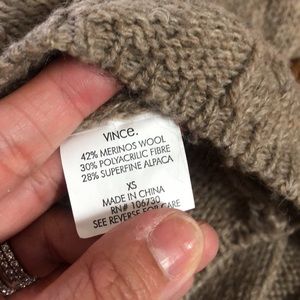 VINCE.
42% MERINOS WOOL
30% POLYACRILIC FIBRE
28% SUPERFINE ALPACA
XS
MADE IN CHINA
RN# 106730
SEE REVERSE FOR CARE